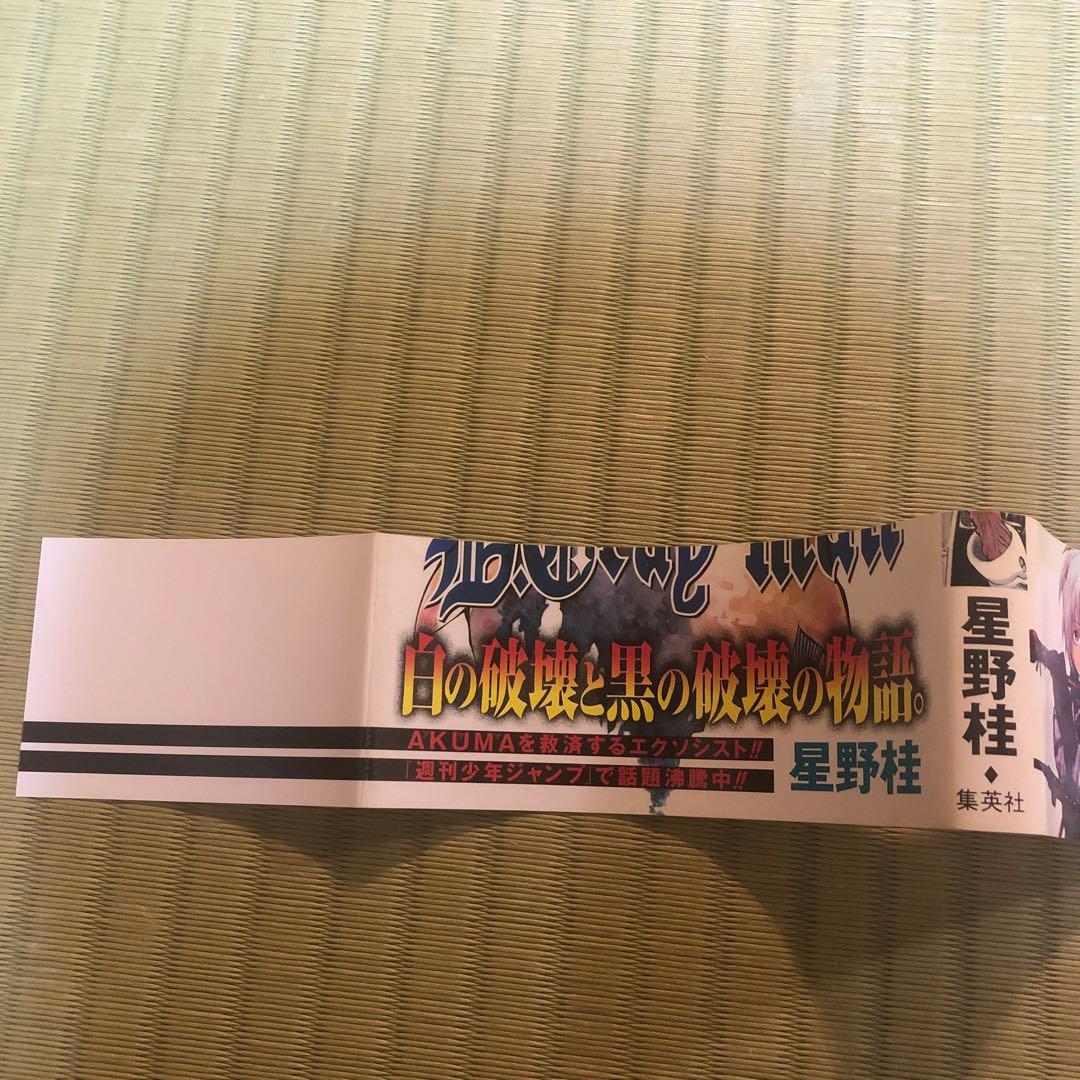 D.Gray-man
白の破壊と黒の破壊の物語。
AKUMAを救済するエクソシスト!!
「週刊少年ジャンプ」で話題沸騰中!!
星野桂
星野桂
集英社